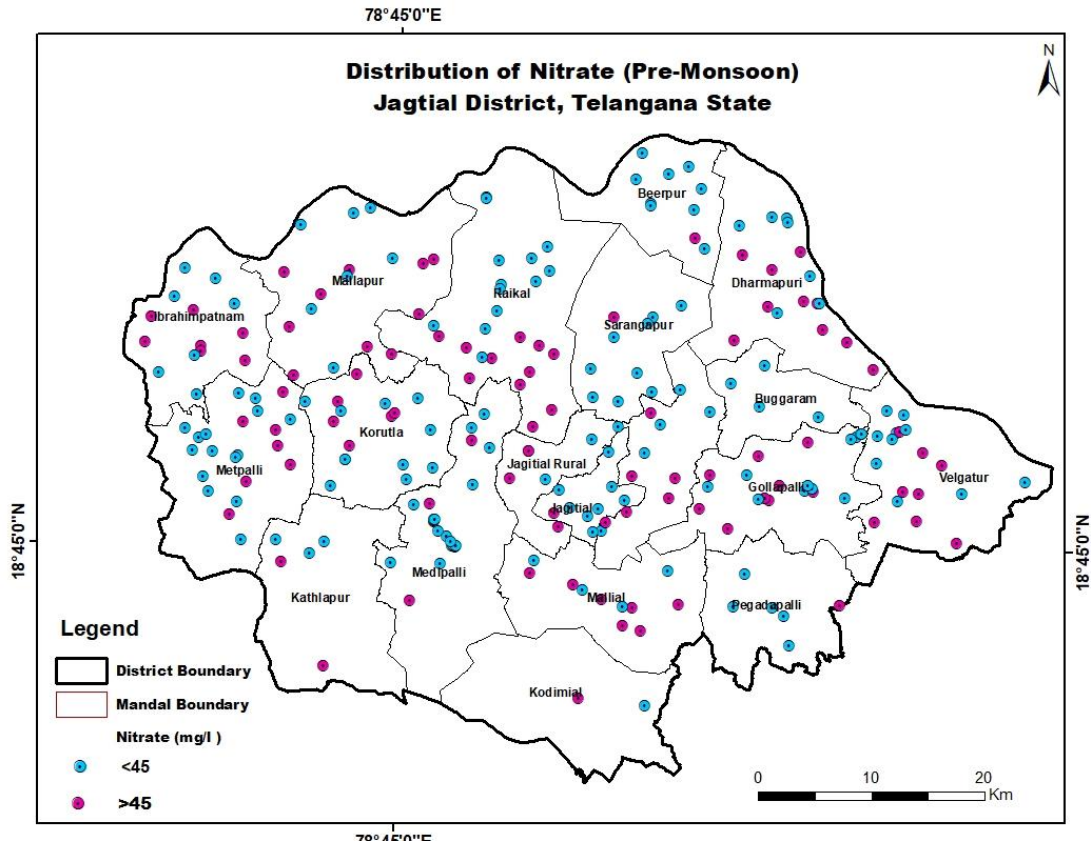 78°45'0"E
N
Distribution of Nitrate (Pre-Monsoon)
Jagtial District, Telangana State
Beerpur
Mallapur
Dharmapuri
Raikal
Ibrahimpatnam
Sarangapur
Buggaram
Korutla
Jagitial Rural
Metpalli
Velgatur
Gollapalli
Jagitial
18°45'0"N
18°45'0"N
Medipalli
Kathlapur
Mallial
Pegadapalli
Kodimial
Legend
District Boundary
Mandal Boundary
Nitrate (mg/l )
<45
>45
0 10 20
Km
78°45'0"E